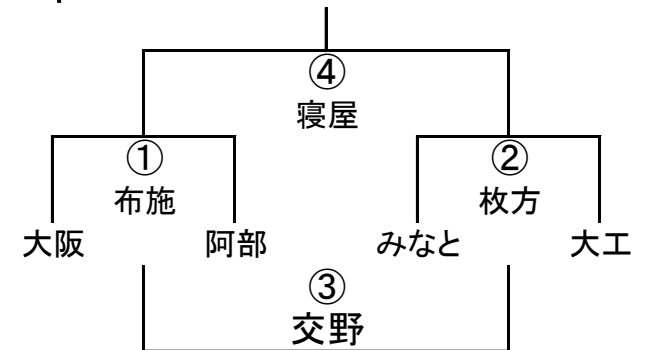 ④
寝屋
① ②
布施 枚方
大阪 阿部 みなと 大工
③
交野